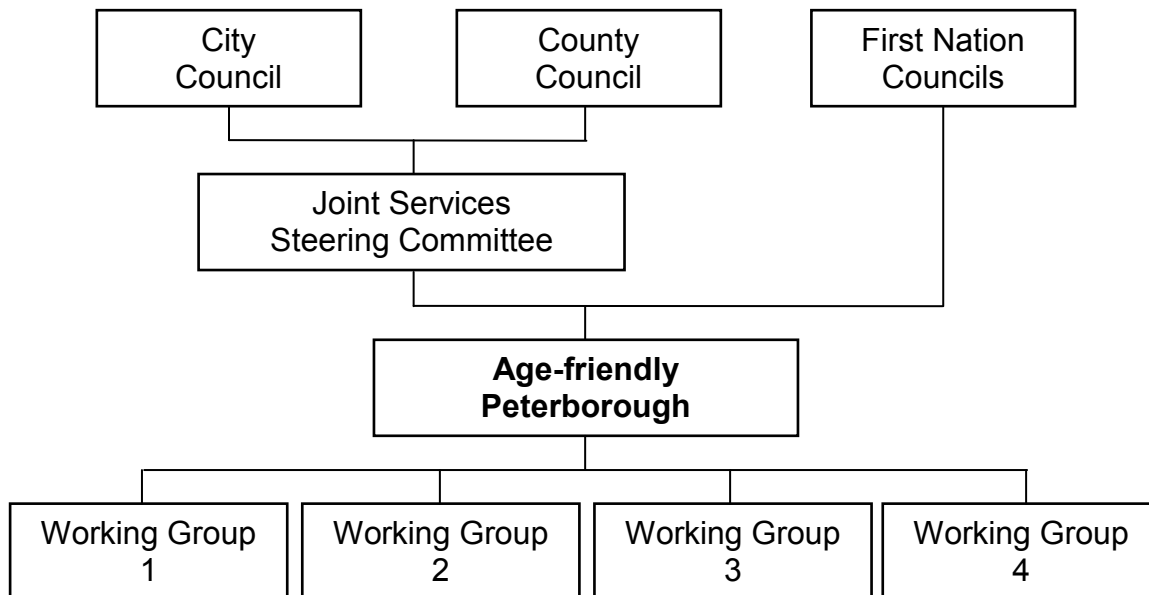 City
Council
County
Council
First Nation
Councils
Joint Services
Steering Committee
Age-friendly
Peterborough
Working Group
1
Working Group
2
Working Group
3
Working Group
4